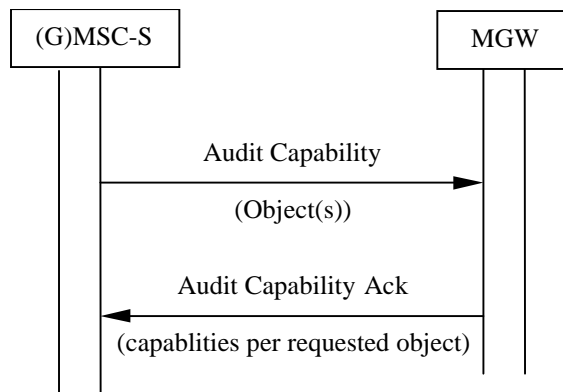 (G)MSC-S
MGW
Audit Capability
(Object(s))
Audit Capability Ack
(capablities per requested object)